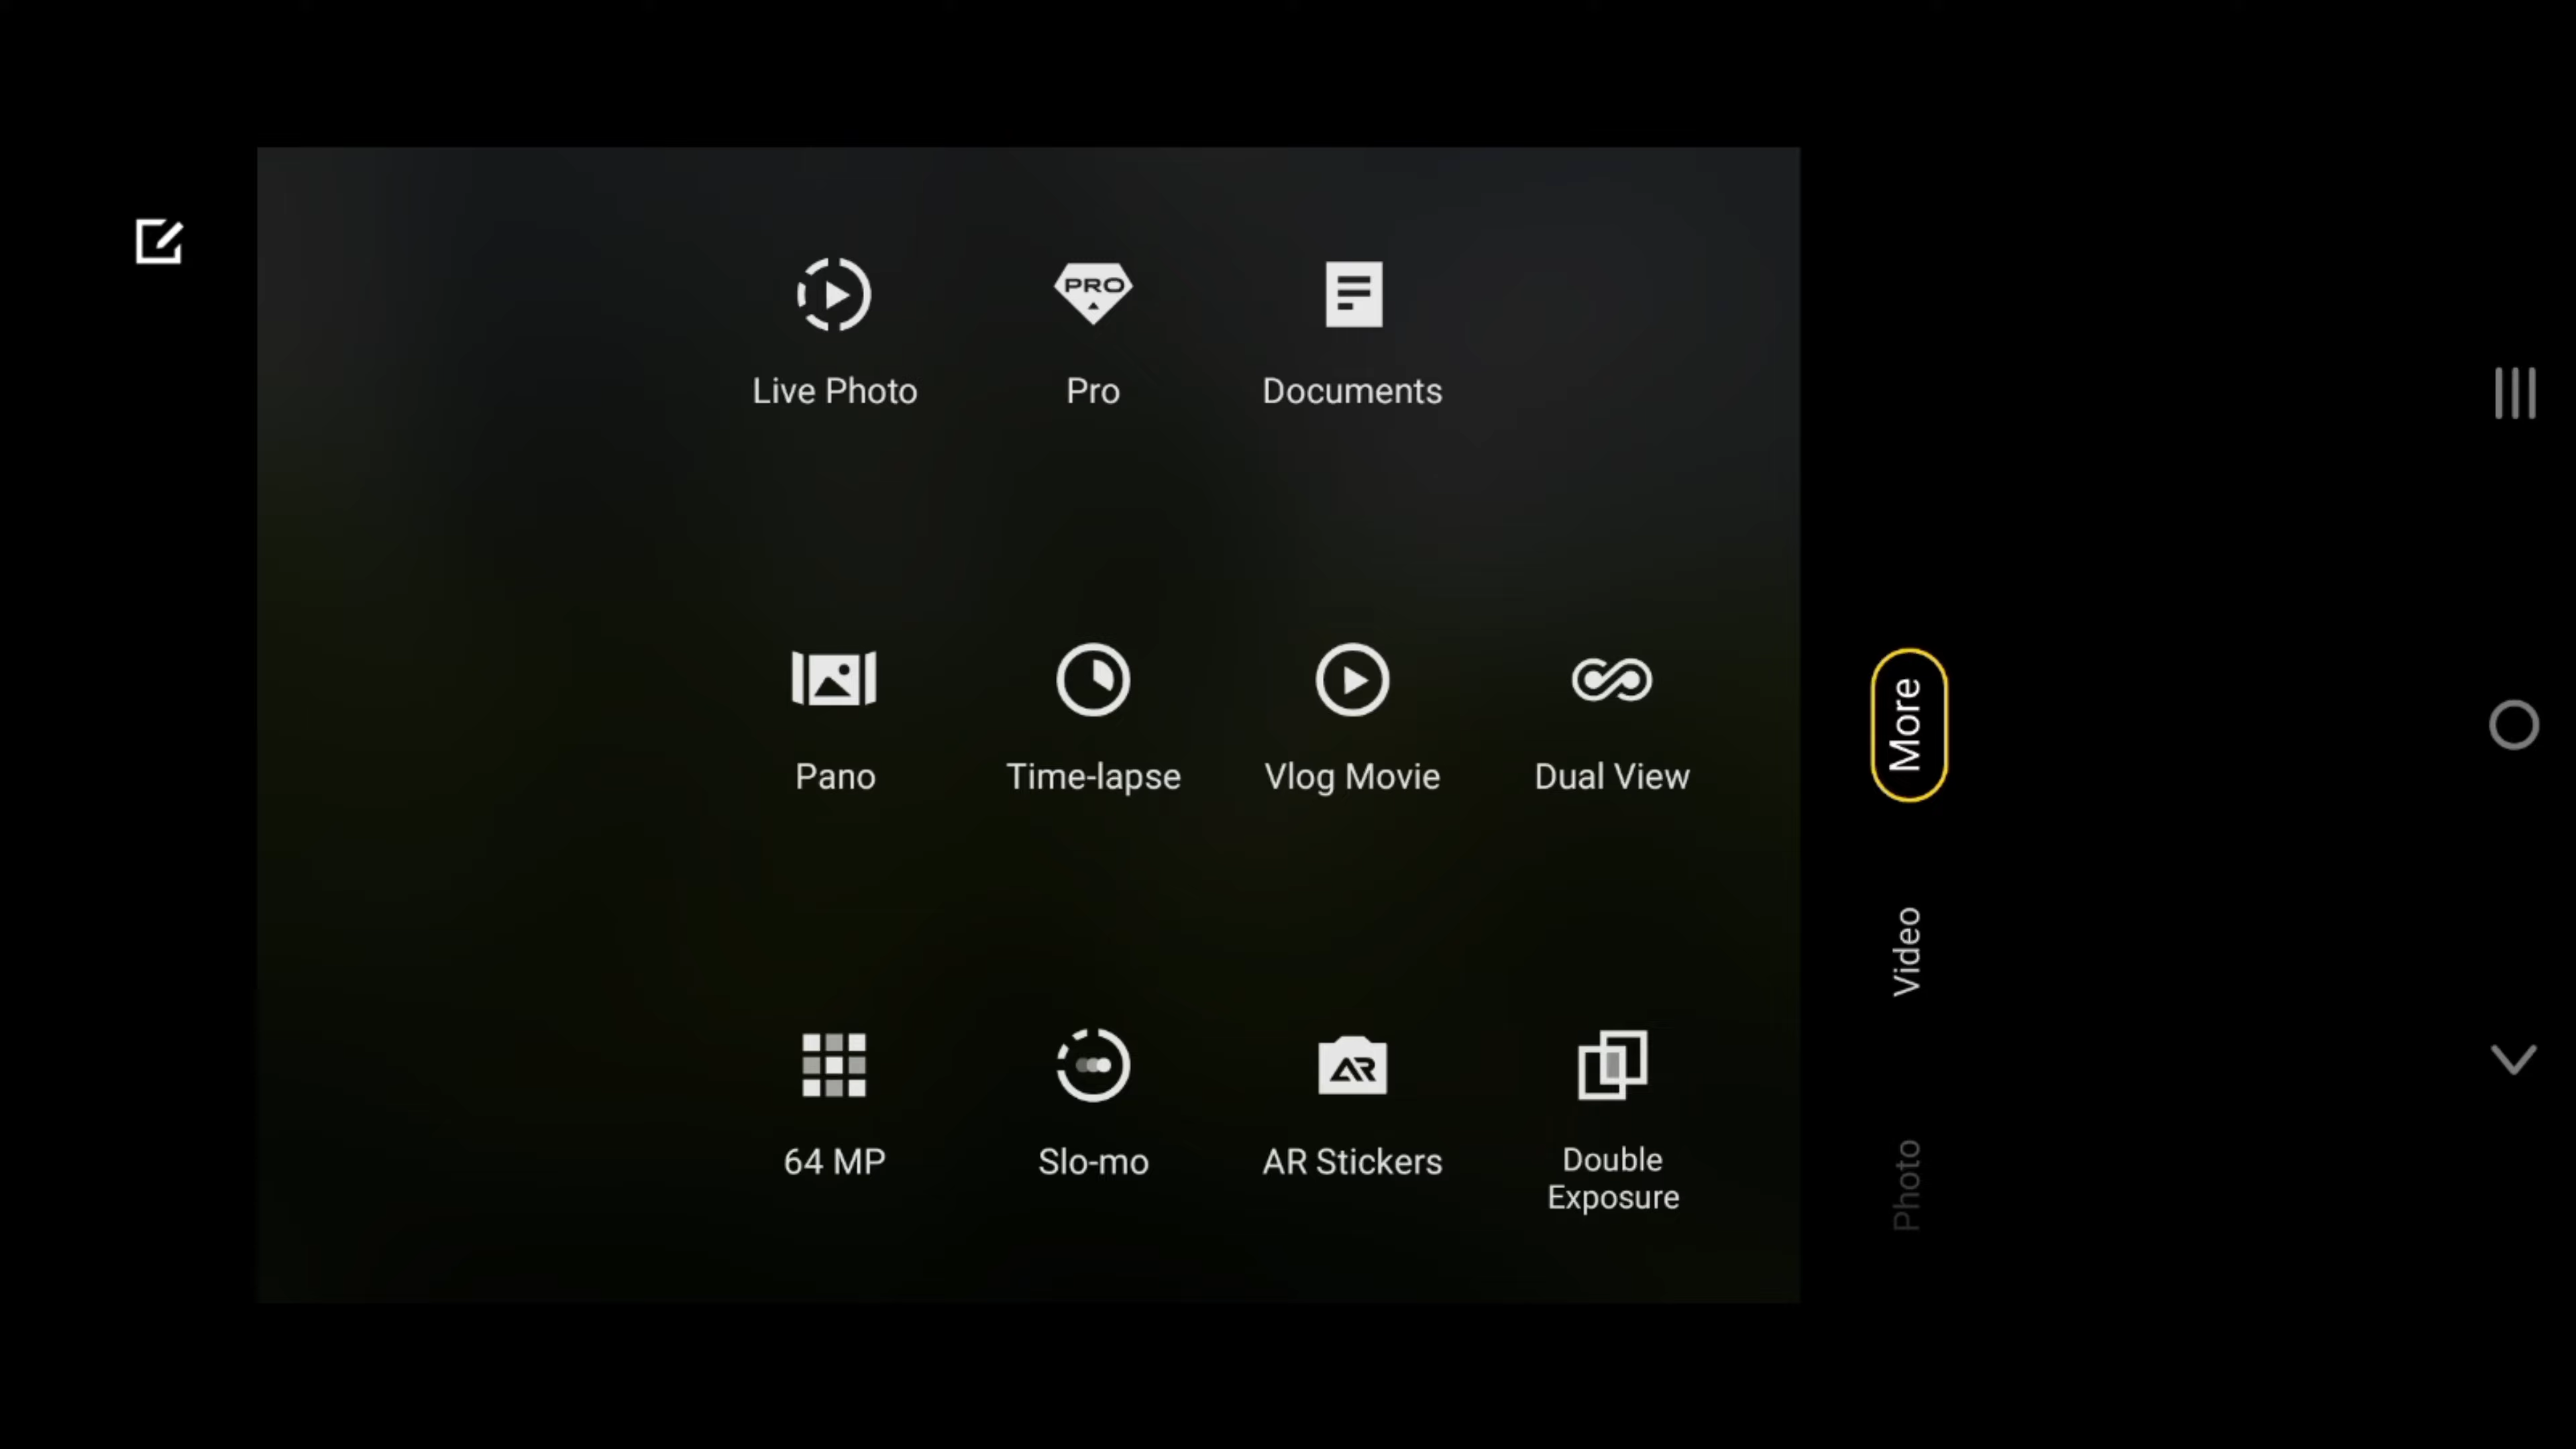 PRO
Live Photo
Pro
Documents
Pano
Time-lapse
Vlog Movie
Dual View
64 MP
Slo-mo
AR
AR Stickers
Double
Exposure
More
Video
Photo